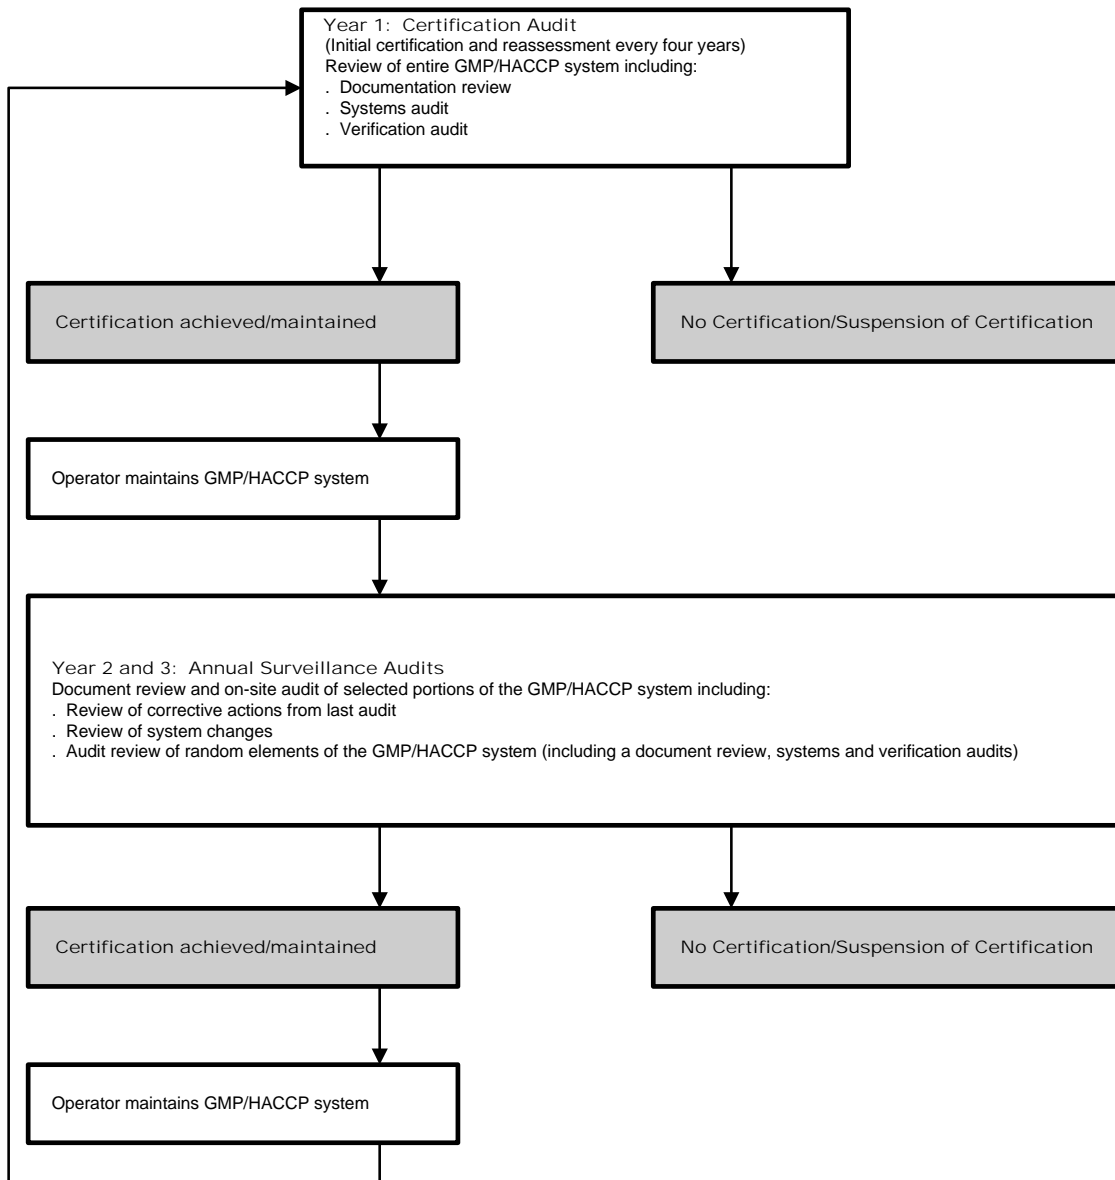 Year 1: Certification Audit
(Initial certification and reassessment every four years)
Review of entire GMP/HACCP system including:
. Documentation review
. Systems audit
. Verification audit
Certification achieved/maintained
No Certification/Suspension of Certification
Operator maintains GMP/HACCP system
Year 2 and 3: Annual Surveillance Audits
Document review and on-site audit of selected portions of the GMP/HACCP system including:
. Review of corrective actions from last audit
. Review of system changes
. Audit review of random elements of the GMP/HACCP system (including a document review, systems and verification audits)
Certification achieved/maintained
No Certification/Suspension of Certification
Operator maintains GMP/HACCP system